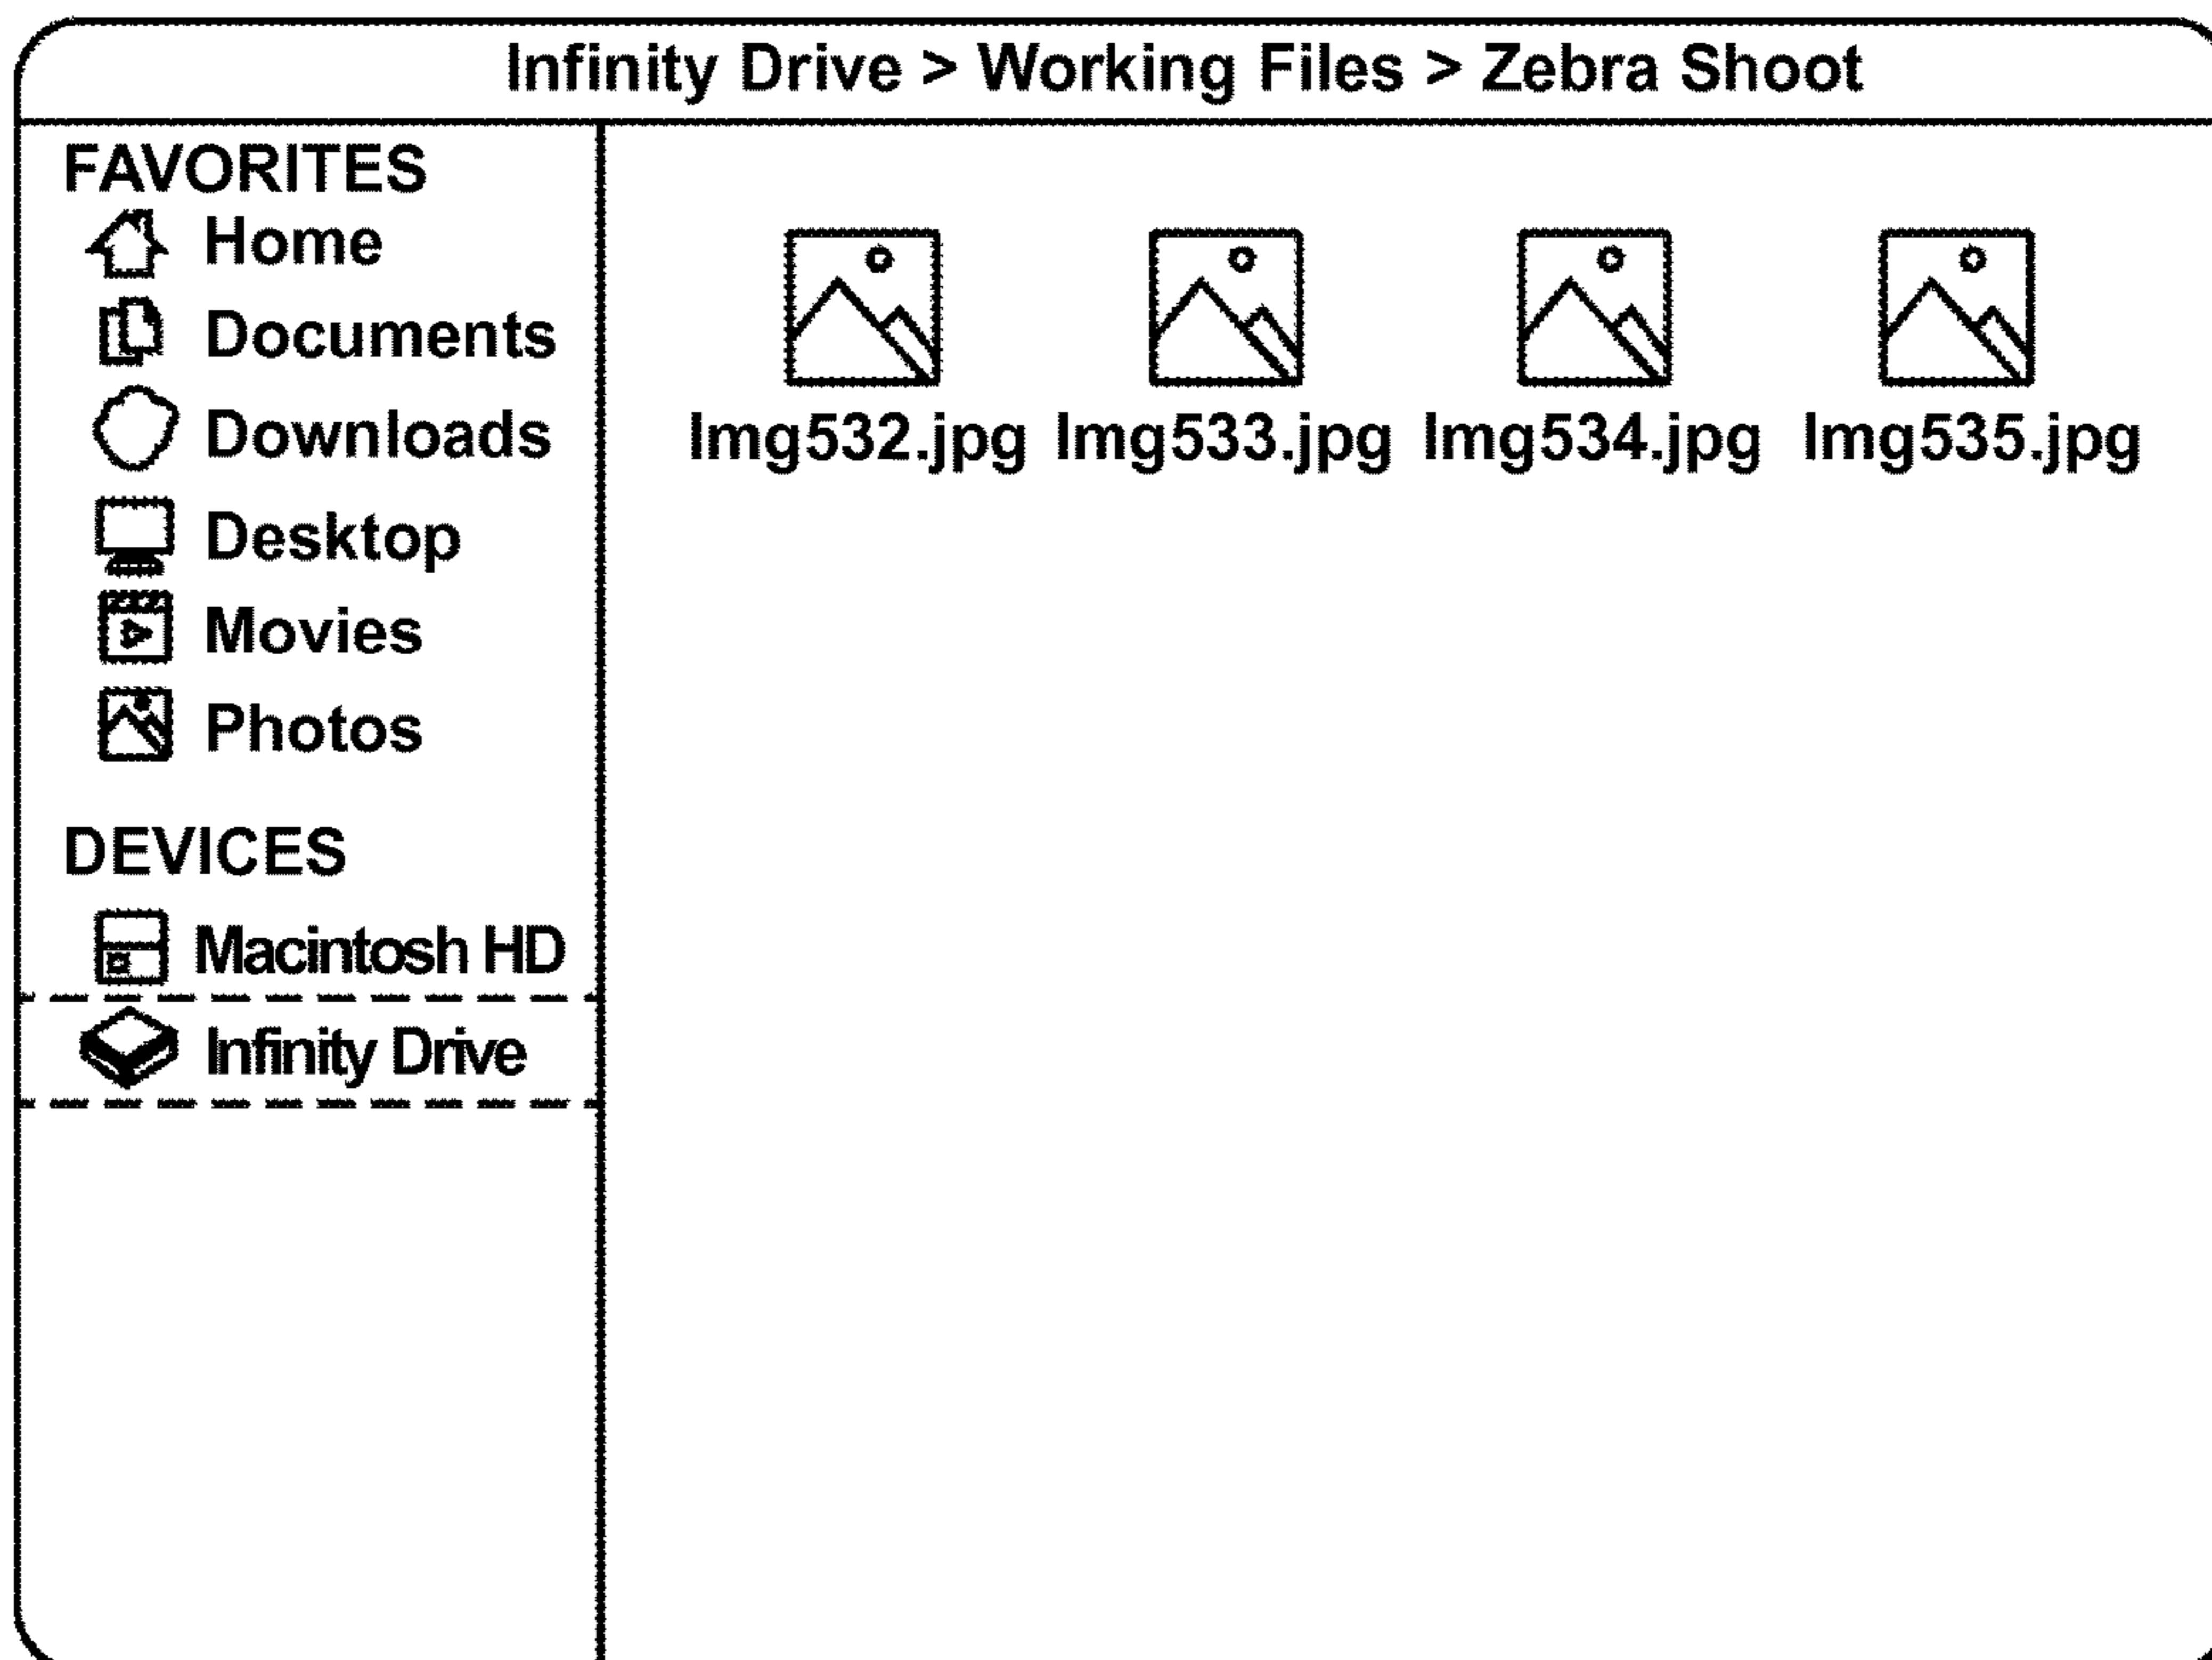 Infinity Drive > Working Files > Zebra Shoot
FAVORITES
Home
Documents
Downloads
Desktop
Movies
Photos
DEVICES
Macintosh HD
Infinity Drive
Img532.jpg Img533.jpg Img534.jpg Img535.jpg